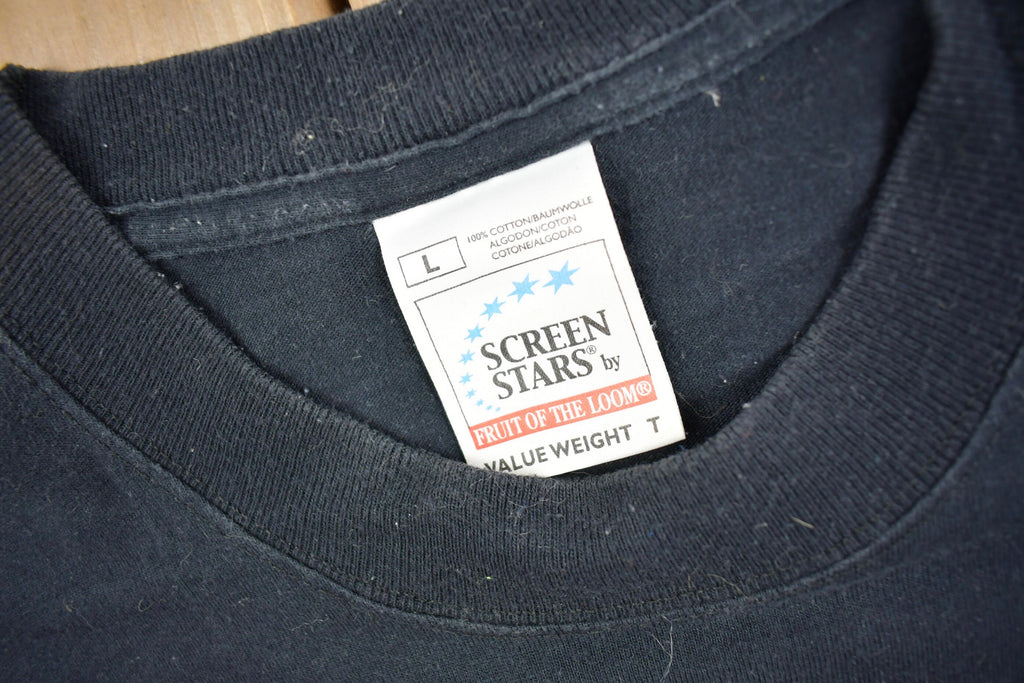 L
100% COTTON/BAUMWOLLE
ALGODON/COTON
COTONE/ALGODÃO
SCREEN
STARS® by
FRUIT OF THE LOOM®
VALUE WEIGHT T